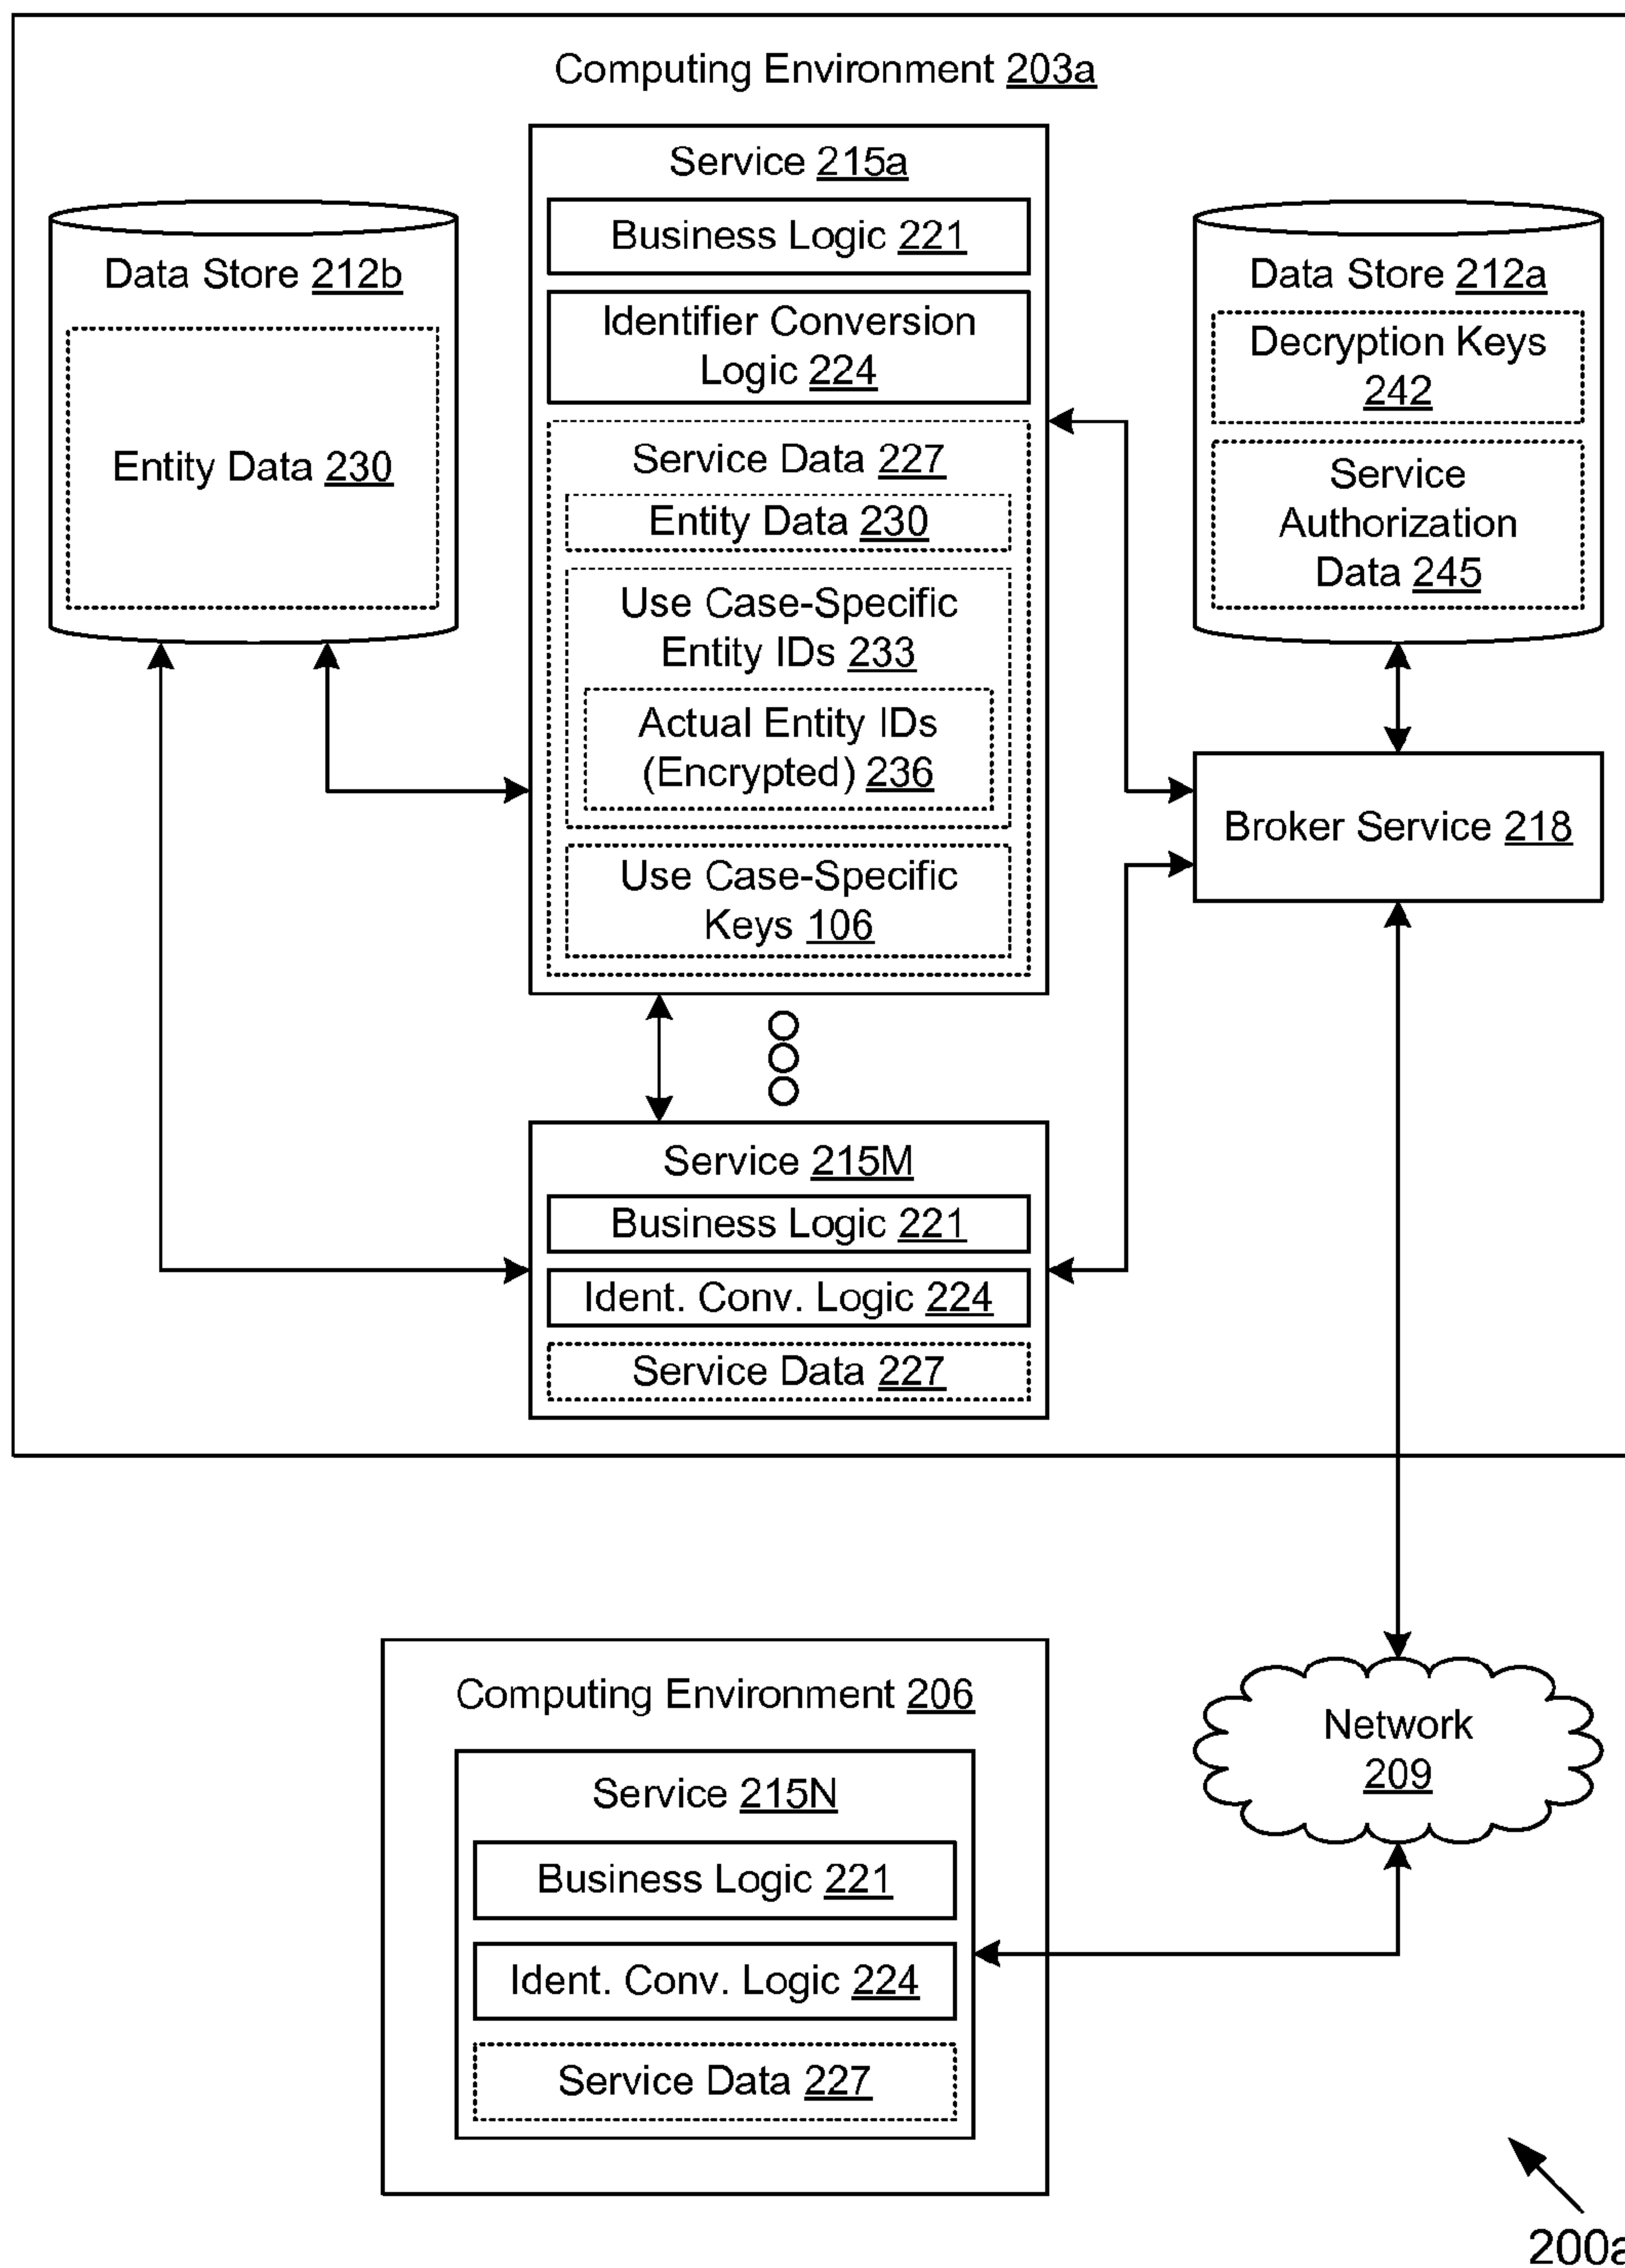 Computing Environment 203a
Data Store 212b
Entity Data 230
Service 215a
Business Logic 221
Identifier Conversion
Logic 224
Service Data 227
Entity Data 230
Use Case-Specific
Entity IDs 233
Actual Entity IDs
(Encrypted) 236
Use Case-Specific
Keys 106
Data Store 212a
Decryption Keys
242
Service
Authorization
Data 245
Broker Service 218
Service 215M
Business Logic 221
Ident. Conv. Logic 224
Service Data 227
Computing Environment 206
Service 215N
Business Logic 221
Ident. Conv. Logic 224
Service Data 227
Network
209
200a